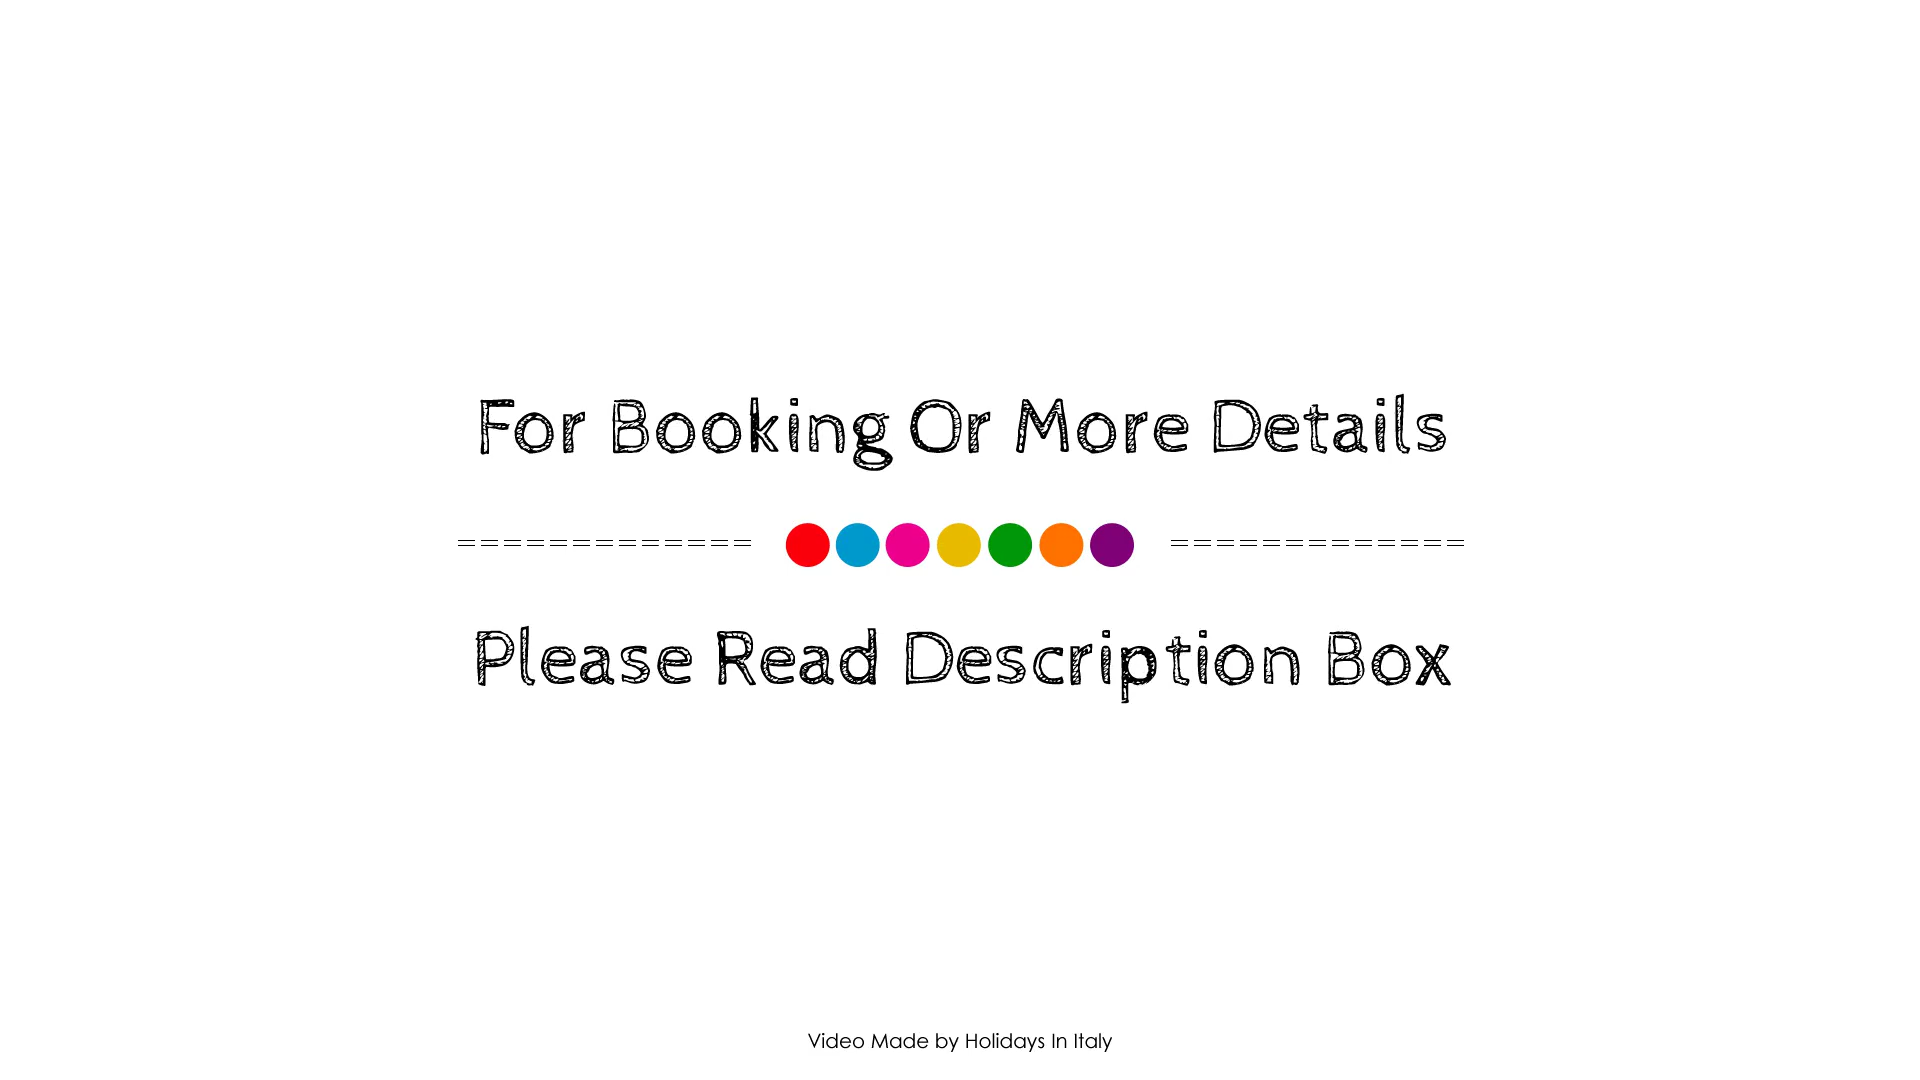 For Booking Or More Details
============= =============
Please Read Description Box
Video Made by Holidays In Italy